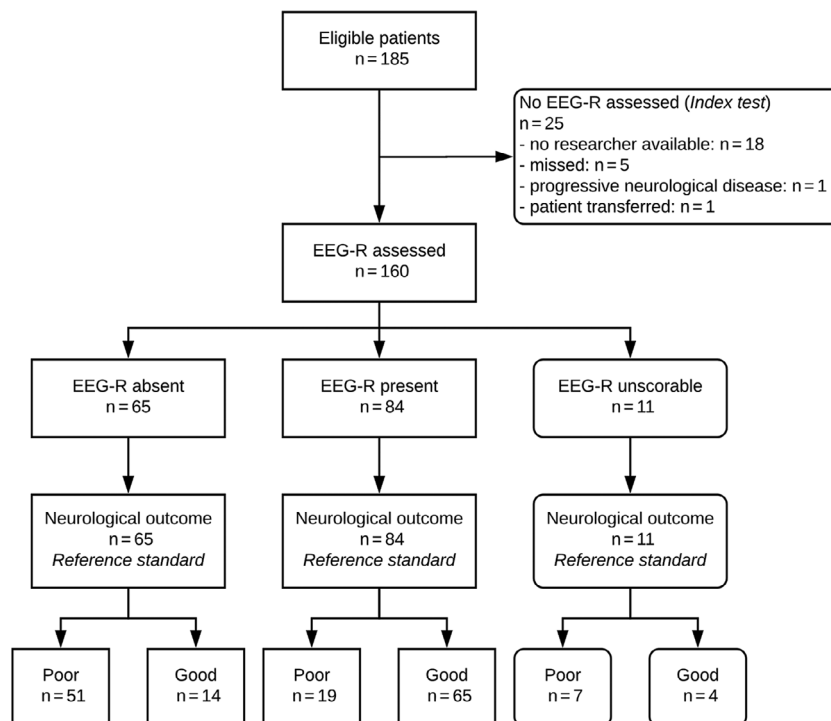 Eligible patients
n = 185
No EEG-R assessed (Index test)
n = 25
- no researcher available: n = 18
- missed: n = 5
- progressive neurological disease: n = 1
- patient transferred: n = 1
EEG-R assessed
n = 160
EEG-R absent
n = 65
EEG-R present
n = 84
EEG-R unscorable
n = 11
Neurological outcome
n = 65
Reference standard
Neurological outcome
n = 84
Reference standard
Neurological outcome
n = 11
Reference standard
Poor
n = 51
Good
n = 14
Poor
n = 19
Good
n = 65
Poor
n = 7
Good
n = 4